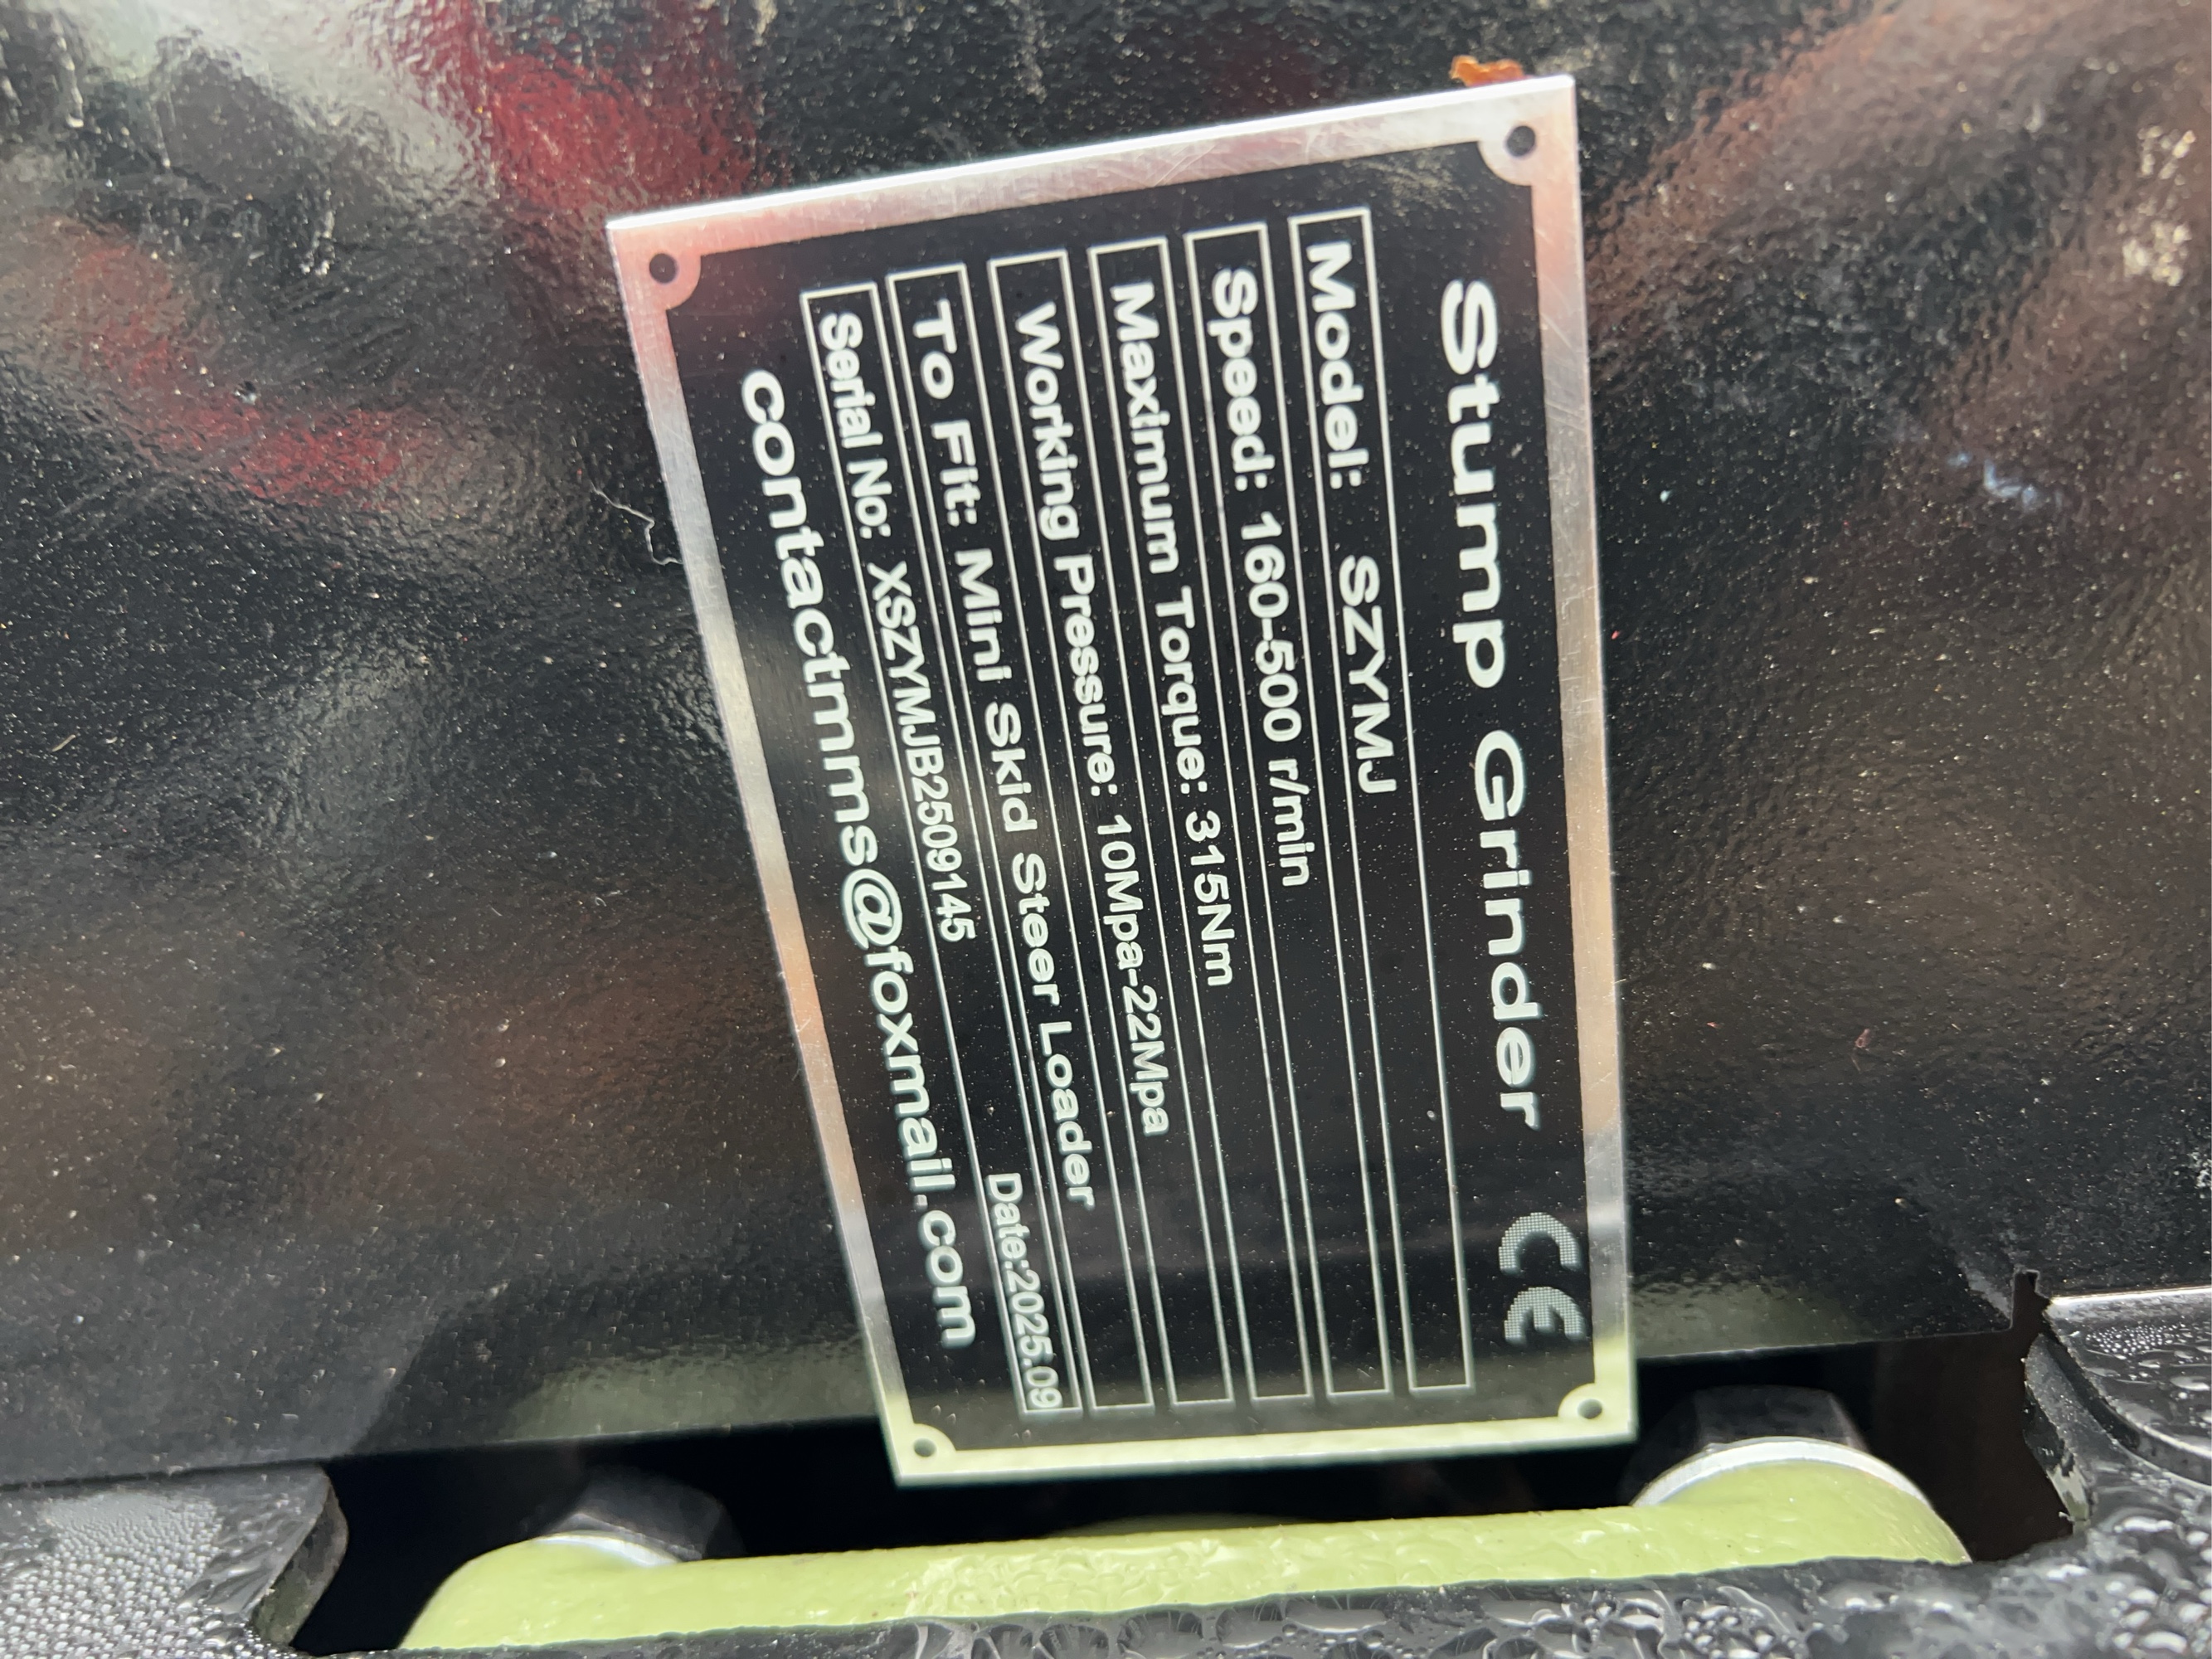 Stump Grinder CE
Model: SZYMJ
Speed: 160-500 r/min
Maximum Torque: 315Nm
Working Pressure: 10Mpa-22Mpa
To Fit: Mini Skid Steer Loader
Serial No: XSZYMJB2509145 Date:2025.09
contactmms@foxmail.com